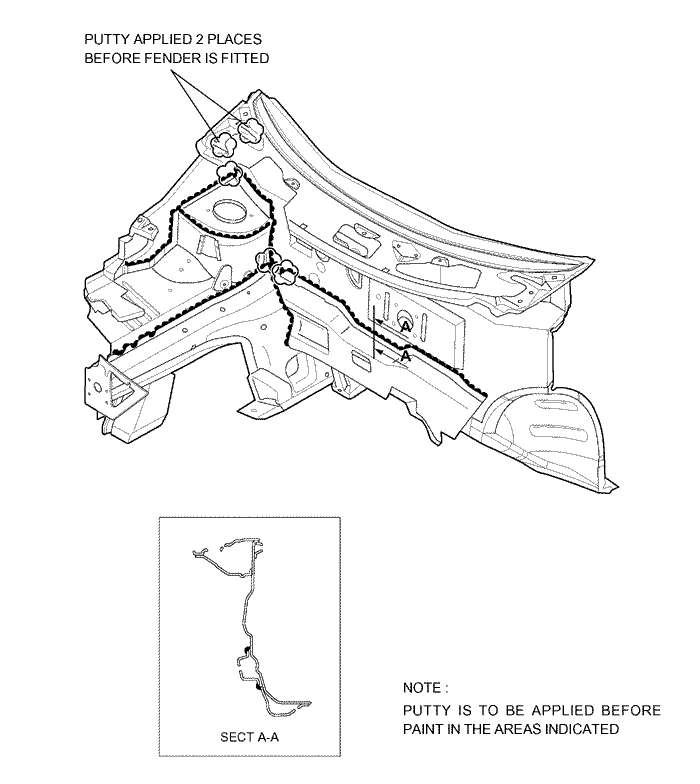 PUTTY APPLIED 2 PLACES
BEFORE FENDER IS FITTED
A
A
SECT A-A
NOTE :
PUTTY IS TO BE APPLIED BEFORE
PAINT IN THE AREAS INDICATED